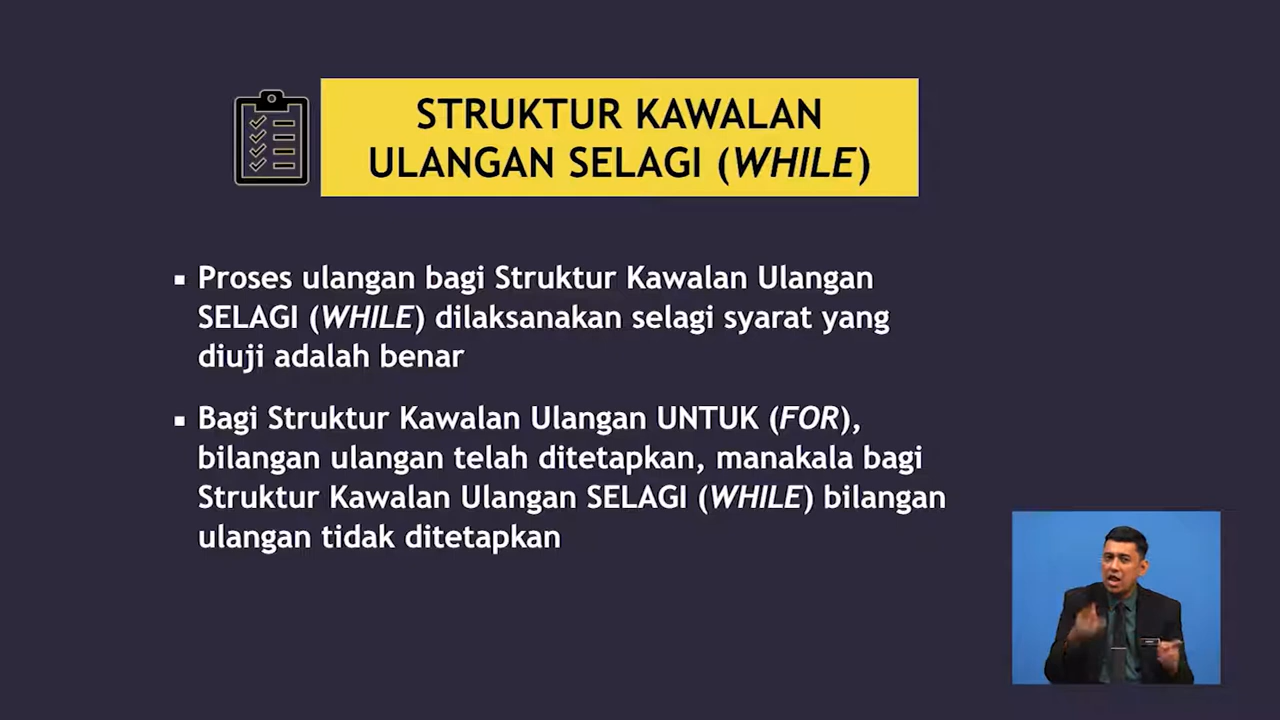 STRUKTUR KAWALAN
ULANGAN SELAGI (WHILE)
▪ Proses ulangan bagi Struktur Kawalan Ulangan
SELAGI (WHILE) dilaksanakan selagi syarat yang
diuji adalah benar
▪ Bagi Struktur Kawalan Ulangan UNTUK (FOR),
bilangan ulangan telah ditetapkan, manakala bagi
Struktur Kawalan Ulangan SELAGI (WHILE) bilangan
ulangan tidak ditetapkan